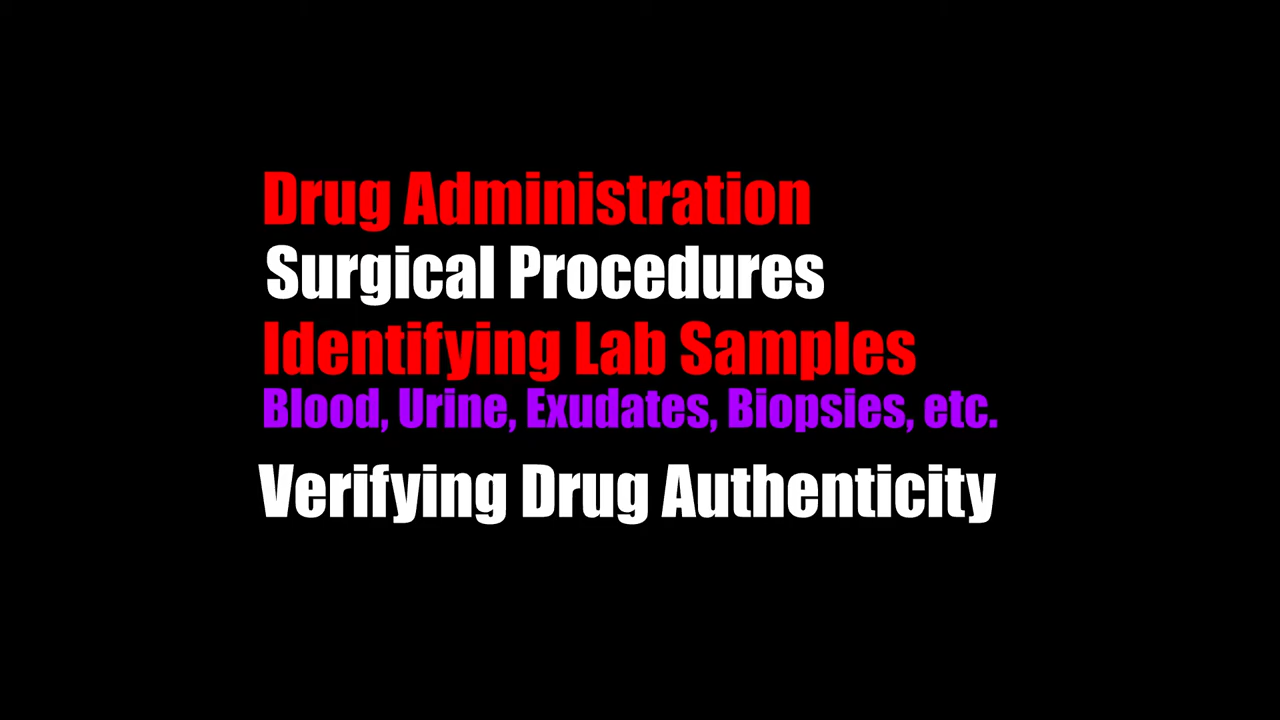 Drug Administration
Surgical Procedures
Identifying Lab Samples
Blood, Urine, Exudates, Biopsies, etc.
Verifying Drug Authenticity